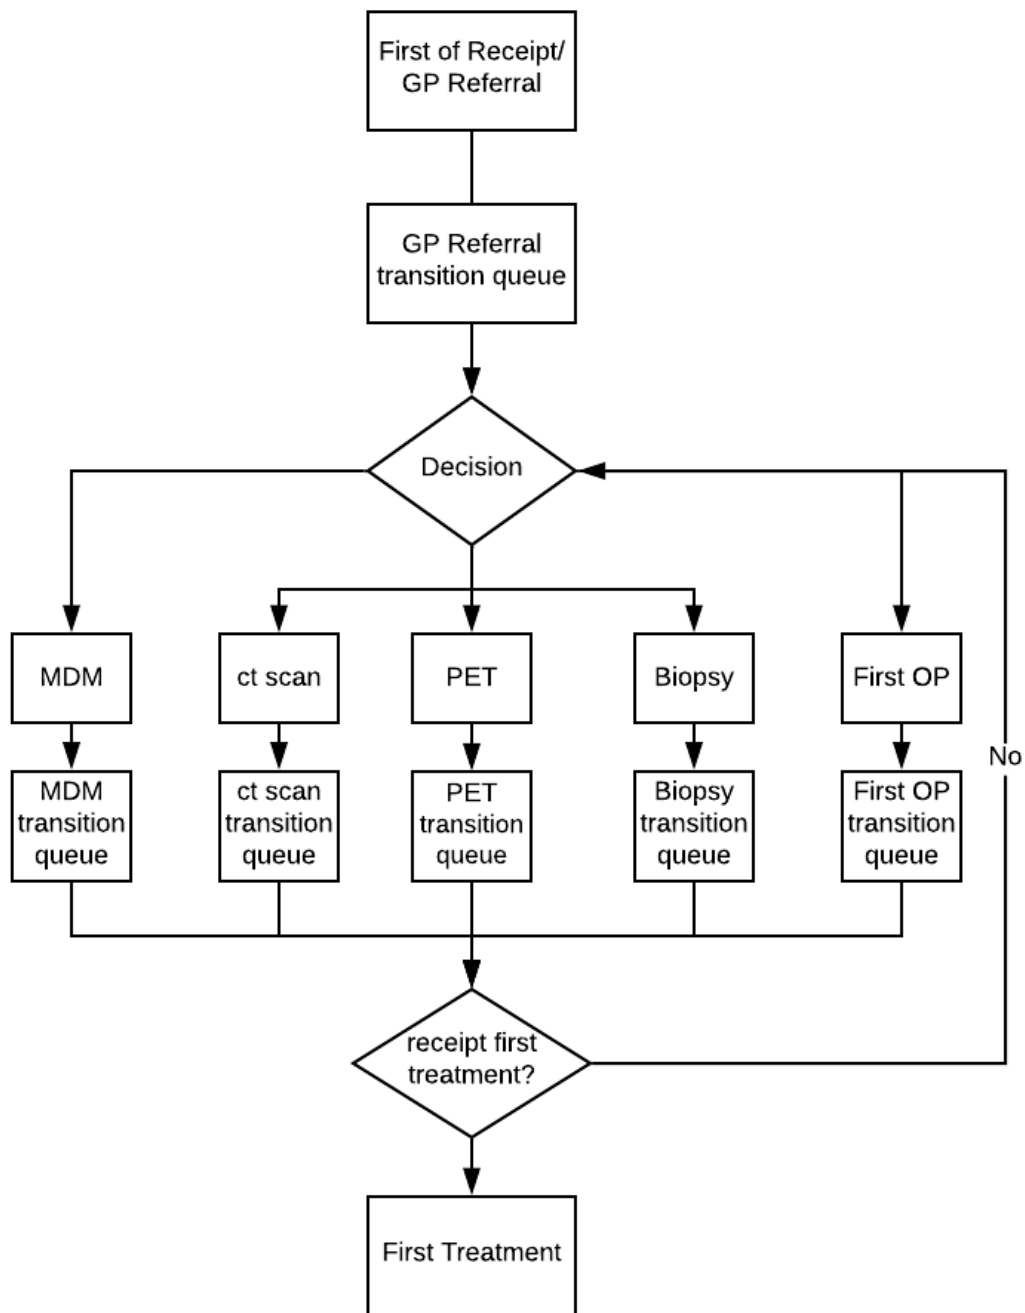 First of Receipt/
GP Referral
GP Referral
transition queue
Decision
MDM
ct scan
PET
Biopsy
First OP
No
MDM
transition
queue
ct scan
transition
queue
PET
transition
queue
Biopsy
transition
queue
First OP
transition
queue
receipt first
treatment?
First Treatment